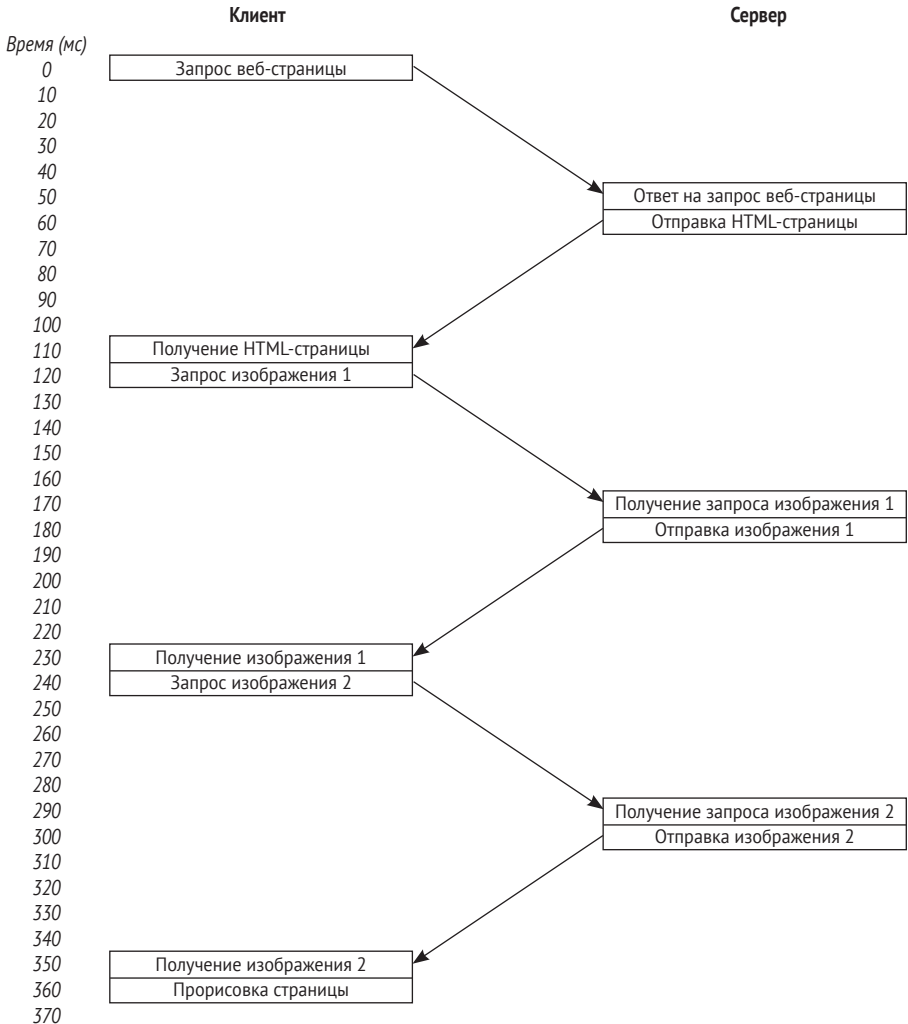 Клиент
Сервер
Время (мс)
0
Запрос веб-страницы
10
20
30
40
50
Ответ на запрос веб-страницы
60
Отправка HTML-страницы
70
80
90
100
110
Получение HTML-страницы
120
Запрос изображения 1
130
140
150
160
170
Получение запроса изображения 1
180
Отправка изображения 1
190
200
210
220
230
Получение изображения 1
240
Запрос изображения 2
250
260
270
280
290
Получение запроса изображения 2
300
Отправка изображения 2
310
320
330
340
350
Получение изображения 2
360
Прорисовка страницы
370